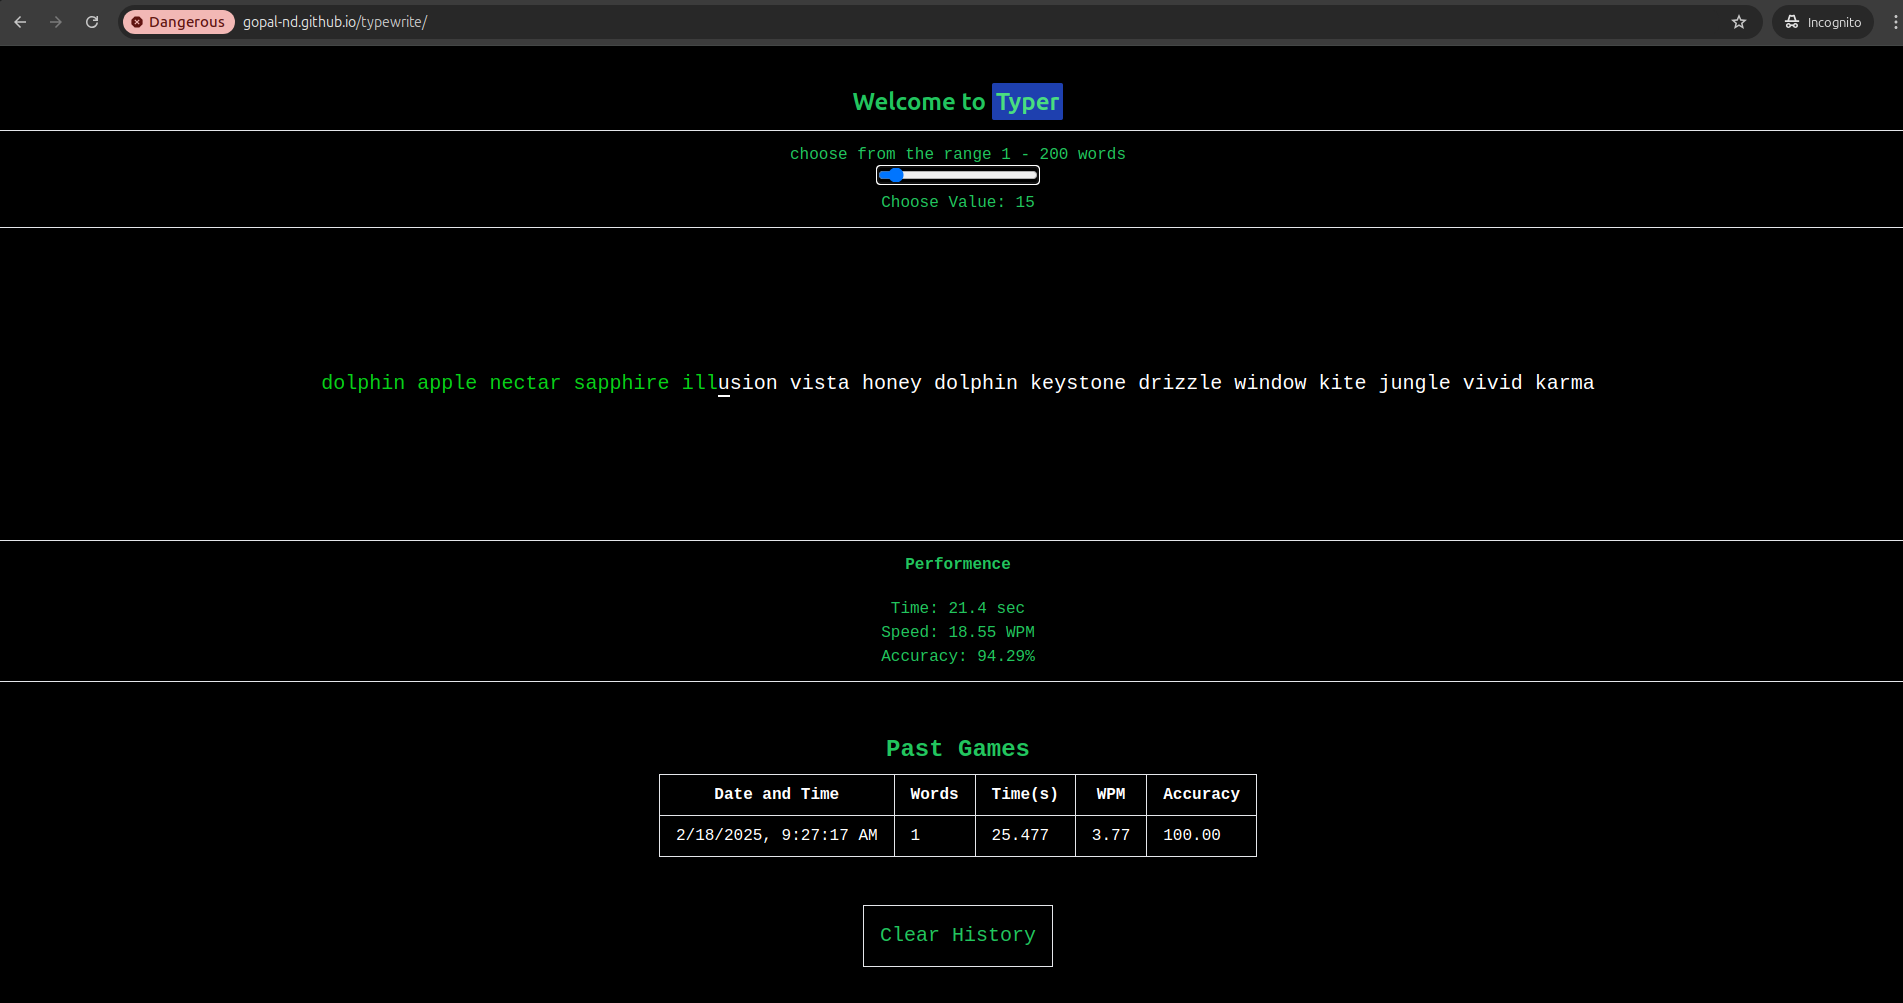 Dangerous gopal-nd.github.io/typewrite/ Incognito
Welcome to Typer
choose from the range 1 - 200 words
Choose Value: 15
dolphin apple nectar sapphire illusion vista honey dolphin keystone drizzle window kite jungle vivid karma
Performence
Time: 21.4 sec
Speed: 18.55 WPM
Accuracy: 94.29%
Past Games
Date and Time Words Time(s) WPM Accuracy
2/18/2025, 9:27:17 AM 1 25.477 3.77 100.00
Clear History